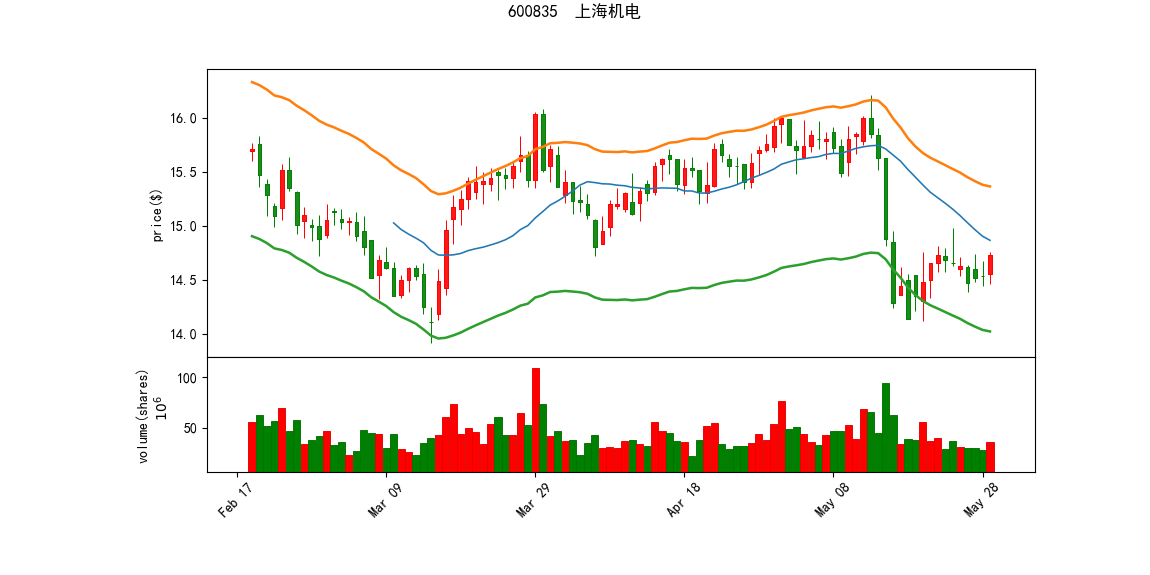 600835 上海机电
price($)
16.0
15.5
15.0
14.5
14.0
volume(shares)
10^6
100
50
Feb 17
Mar 09
Mar 29
Apr 18
May 08
May 28